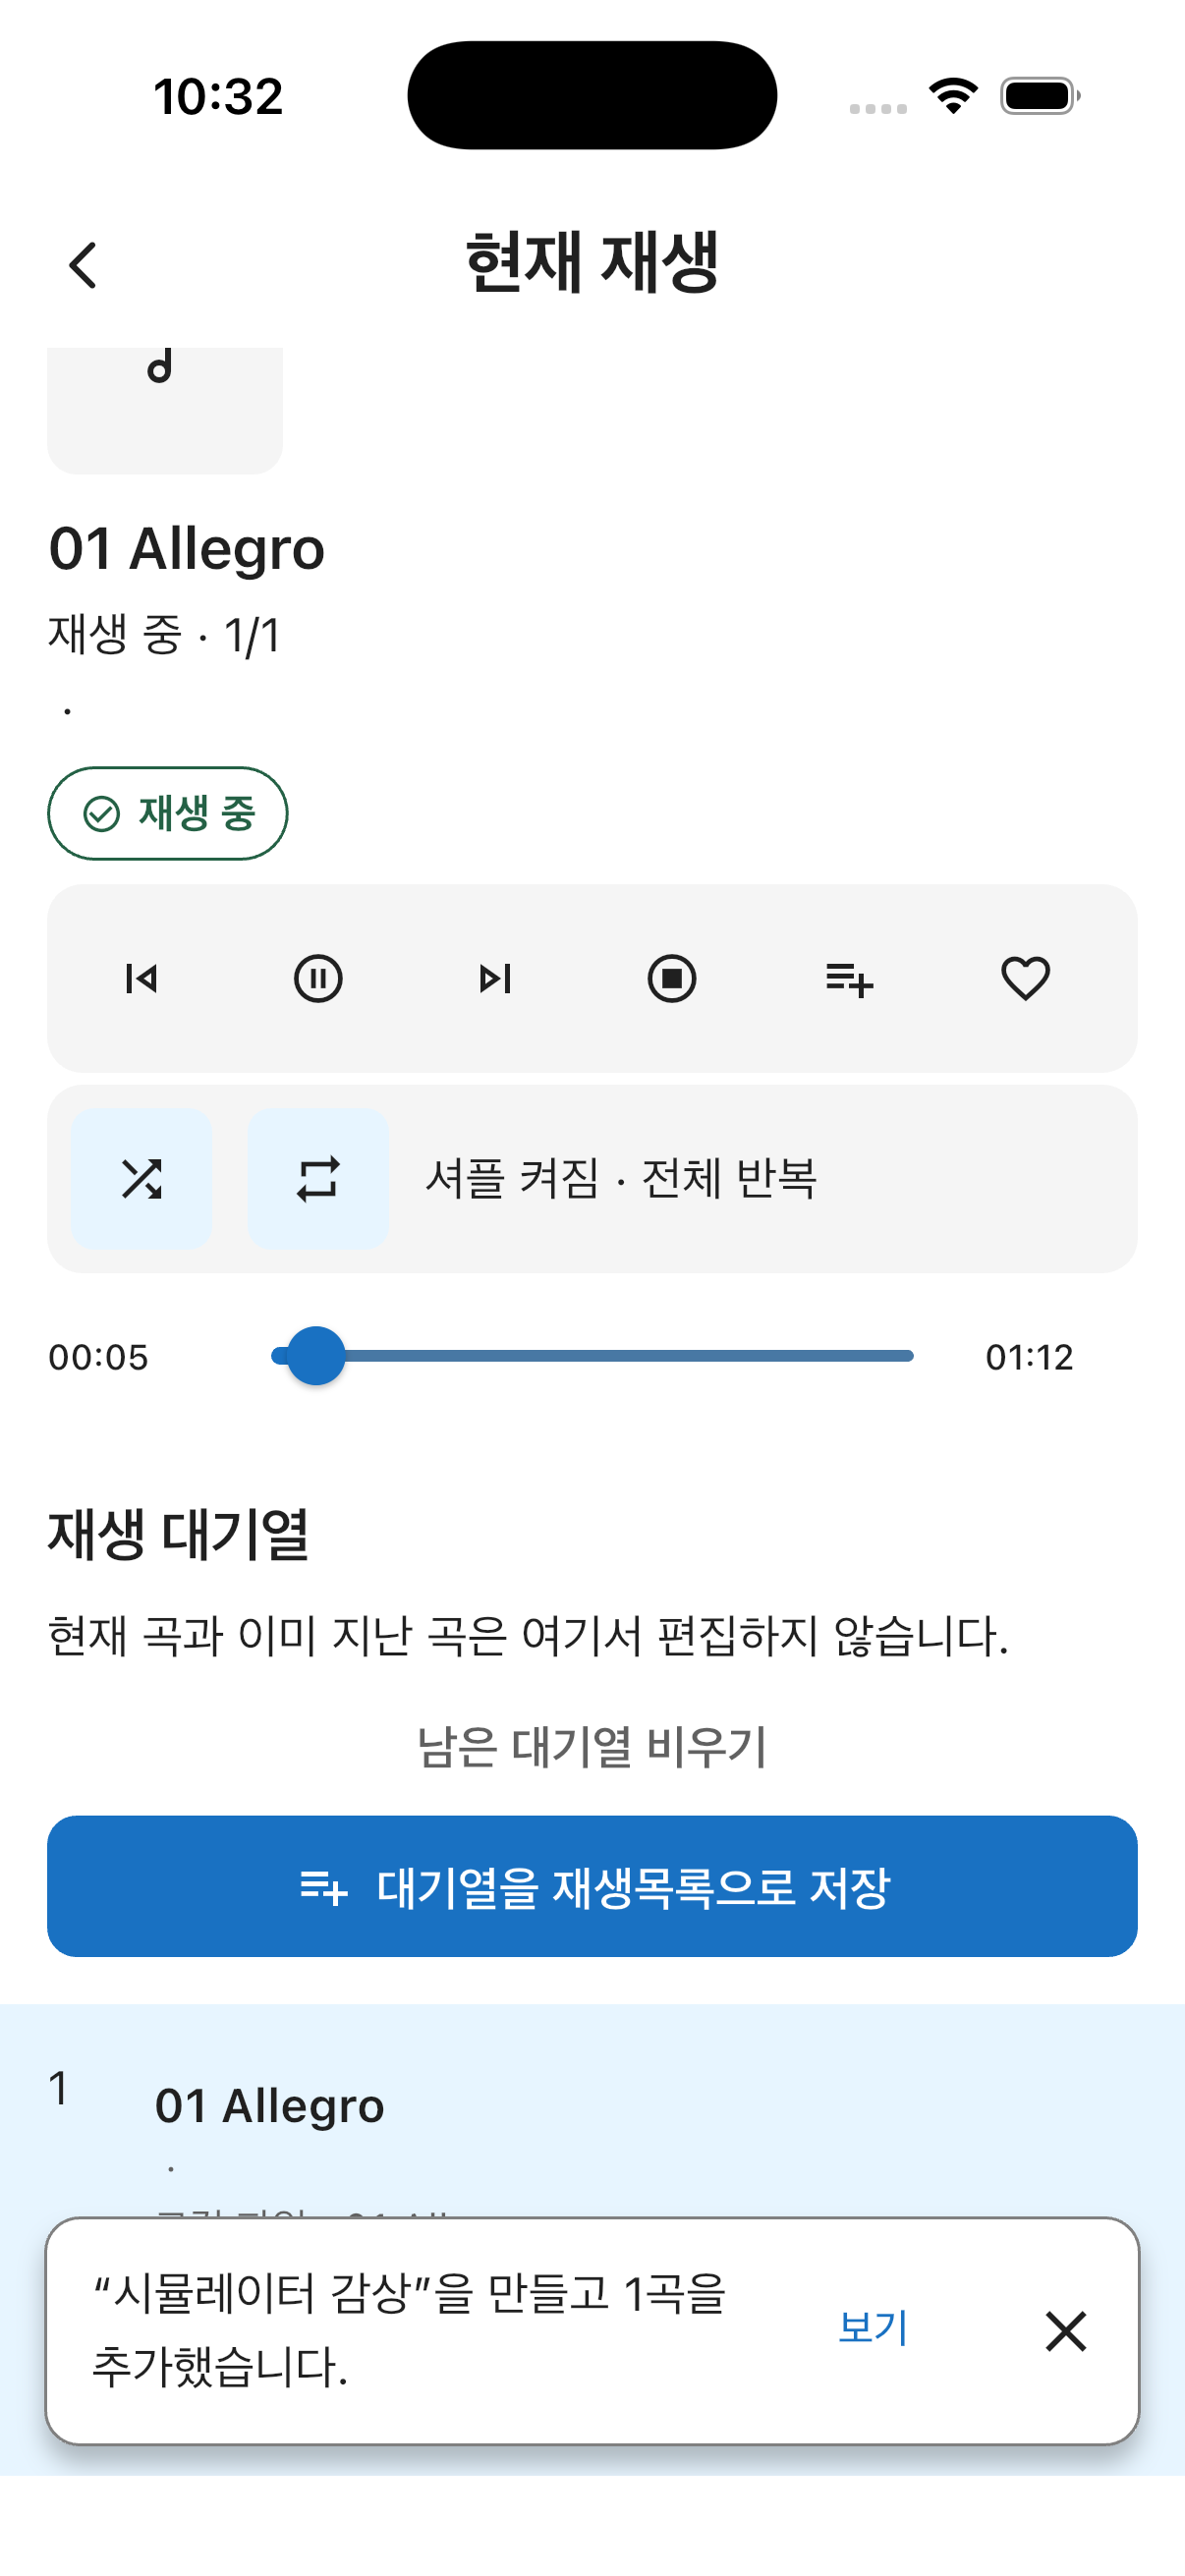 10:32
현재 재생
01 Allegro
재생 중 · 1/1
·
재생 중
셔플 켜짐 · 전체 반복
00:05
01:12
재생 대기열
현재 곡과 이미 지난 곡은 여기서 편집하지 않습니다.
남은 대기열 비우기
대기열을 재생목록으로 저장
1
01 Allegro
·
“시뮬레이터 감상”을 만들고 1곡을
추가했습니다.
보기